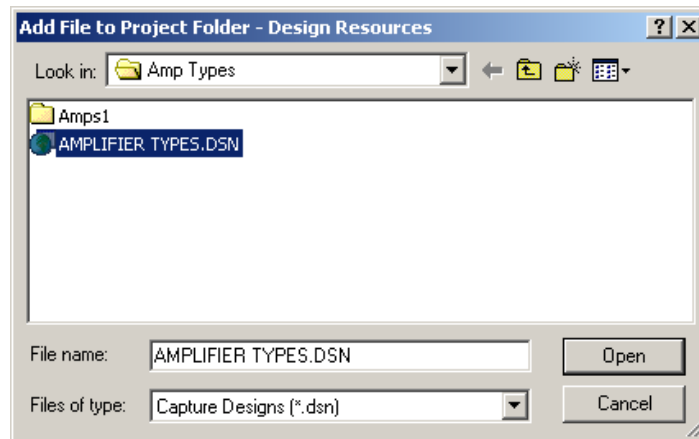 Add File to Project Folder - Design Resources
Look in: Amp Types
Amps1
AMPLIFIER TYPES.DSN
File name: AMPLIFIER TYPES.DSN Open
Files of type: Capture Designs (*.dsn) Cancel